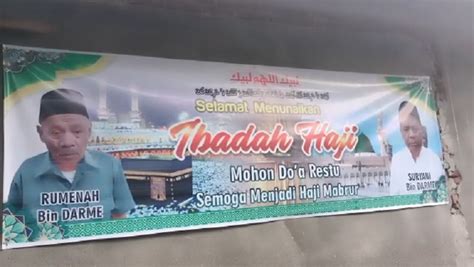 لبيك اللهم لبيك
Selamat Menunaikan
Ibadah Haji
Mohon Do'a Restu
Semoga Menjadi Haji Mabrur
RUMENAH
Bin DARME
SURYANI
Bin DARME